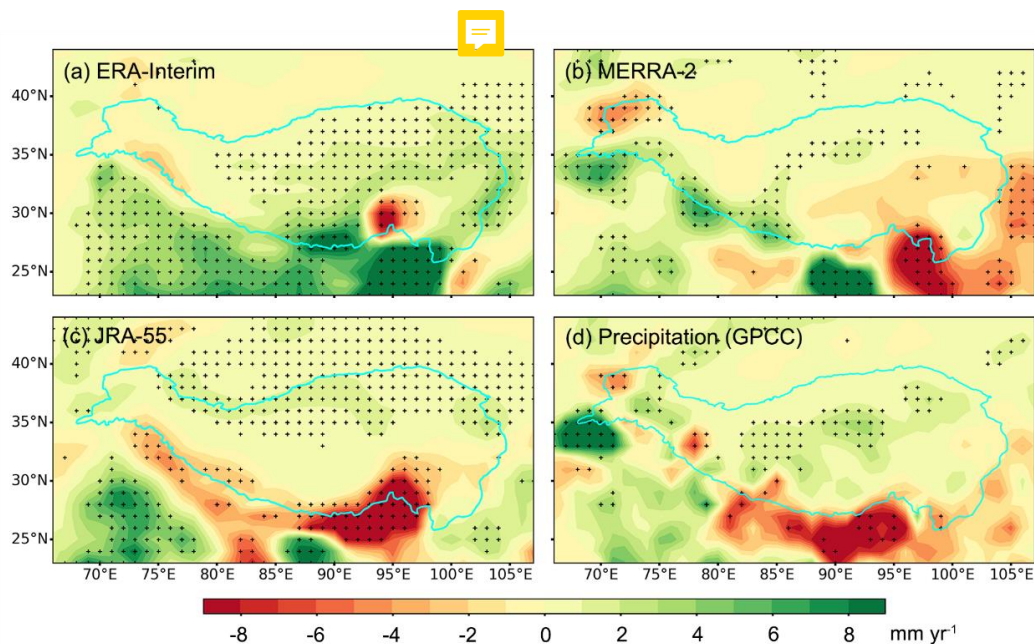 (a) ERA-Interim
(b) MERRA-2
40°N
35°N
30°N
25°N
(c) JRA-55
(d) Precipitation (GPCC)
40°N
35°N
30°N
25°N
70°E 75°E 80°E 85°E 90°E 95°E 100°E 105°E
70°E 75°E 80°E 85°E 90°E 95°E 100°E 105°E
-8 -6 -4 -2 0 2 4 6 8 mm yr⁻¹